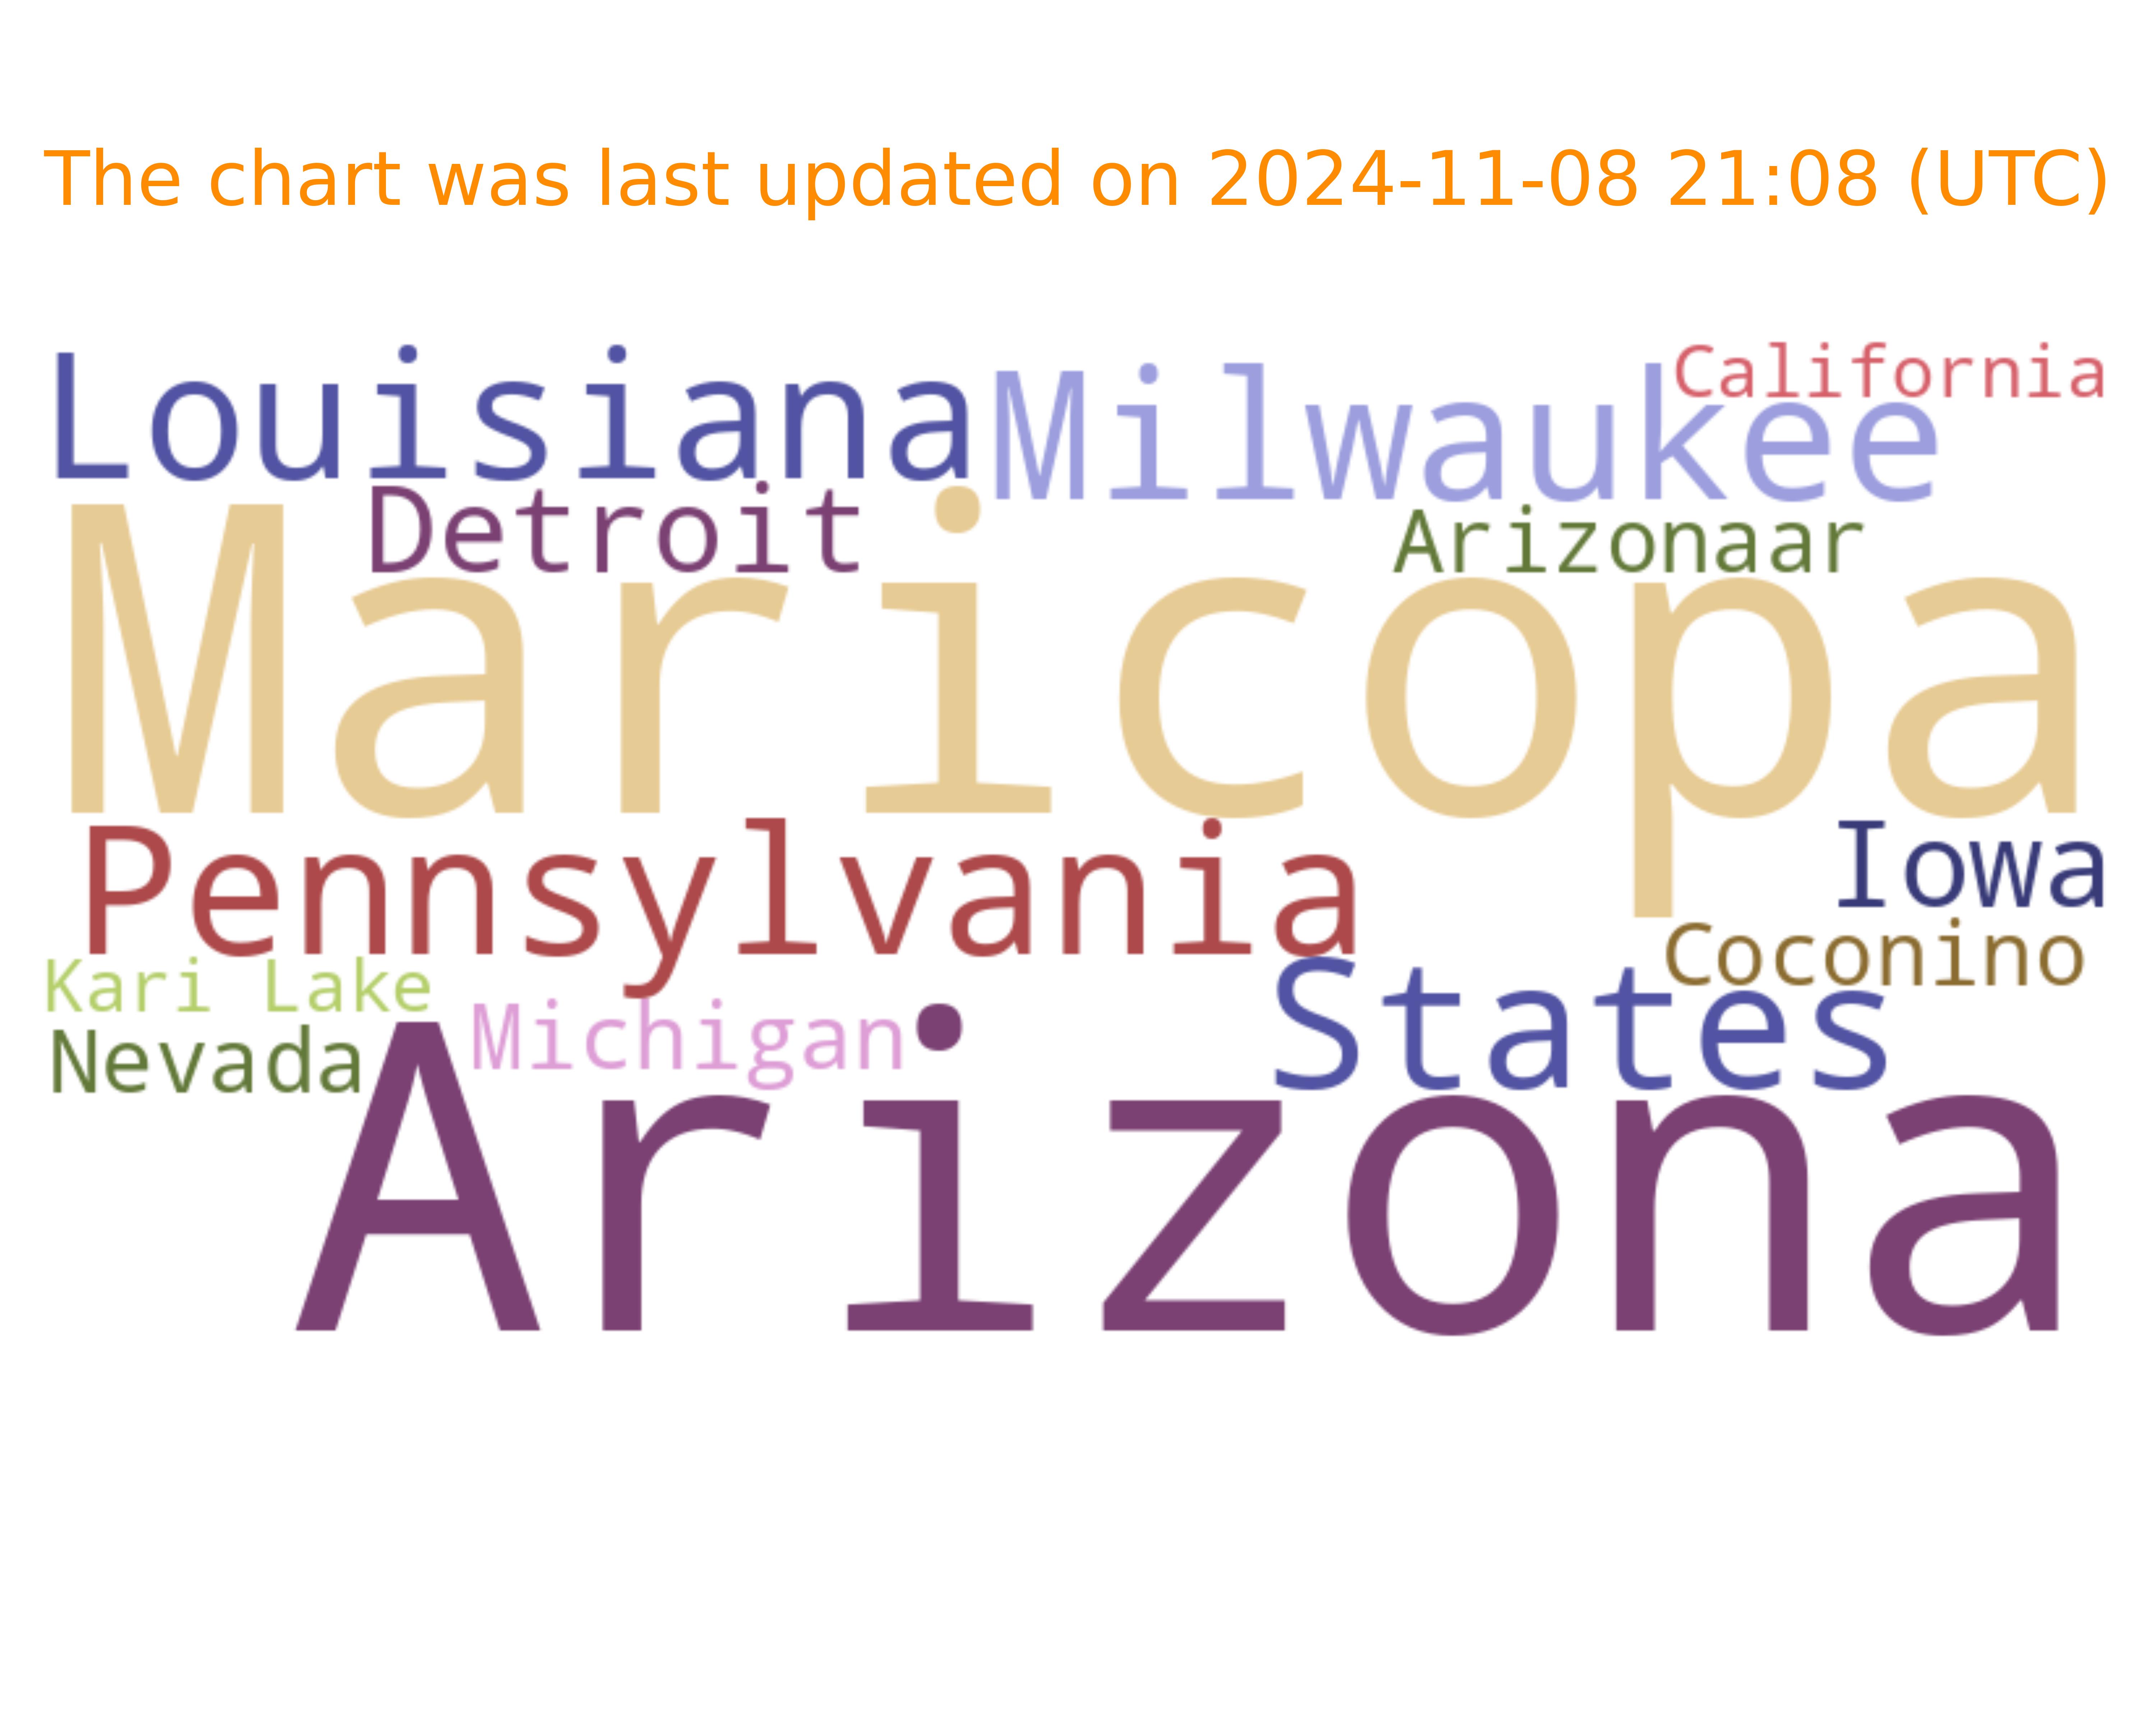 The chart was last updated on 2024-11-08 21:08 (UTC)
Louisiana Milwaukee California
Detroit Arizonaar
Maricopa
Pennsylvania Iowa
Kari Lake Coconino
Nevada Michigan States
Arizona